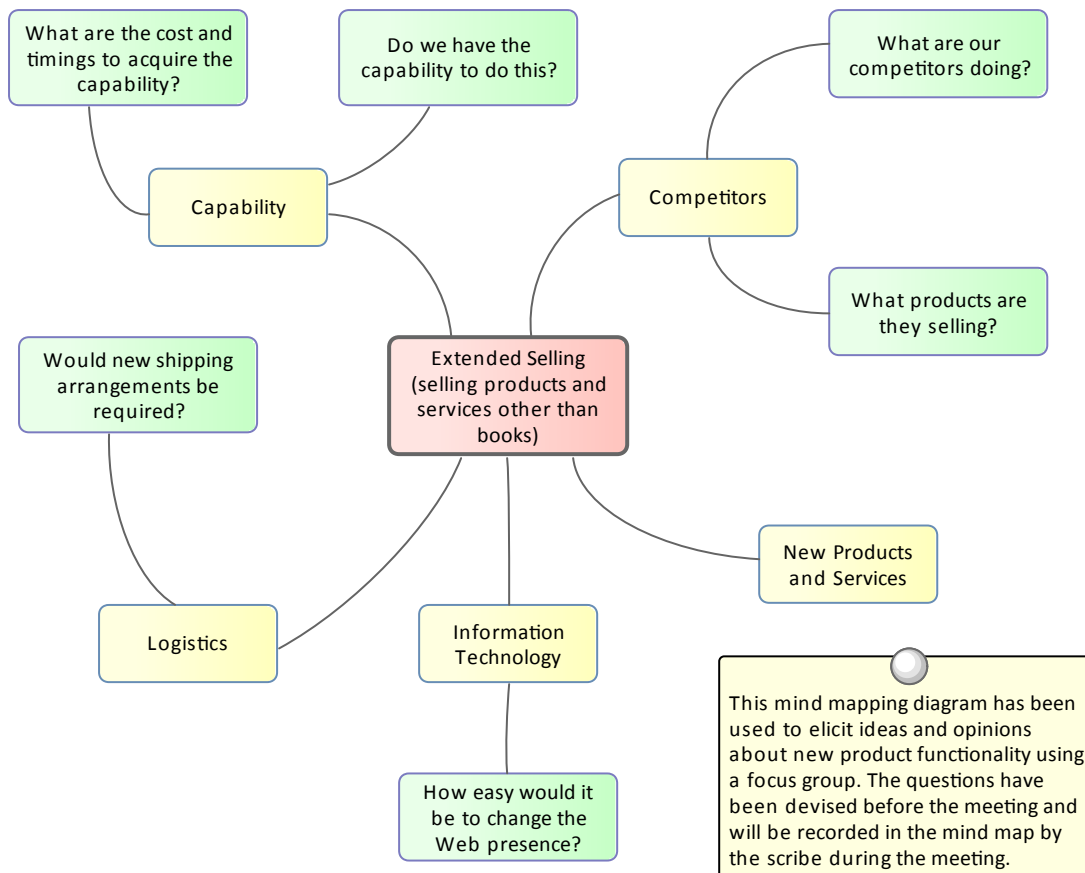 What are the cost and
timings to acquire the
capability?
Do we have the
capability to do this?
What are our
competitors doing?
Capability
Competitors
What products are
they selling?
Would new shipping
arrangements be
required?
Extended Selling
(selling products and
services other than
books)
New Products
and Services
Logistics
Information
Technology
How easy would it
be to change the
Web presence?
This mind mapping diagram has been
used to elicit ideas and opinions
about new product functionality using
a focus group. The questions have
been devised before the meeting and
will be recorded in the mind map by
the scribe during the meeting.